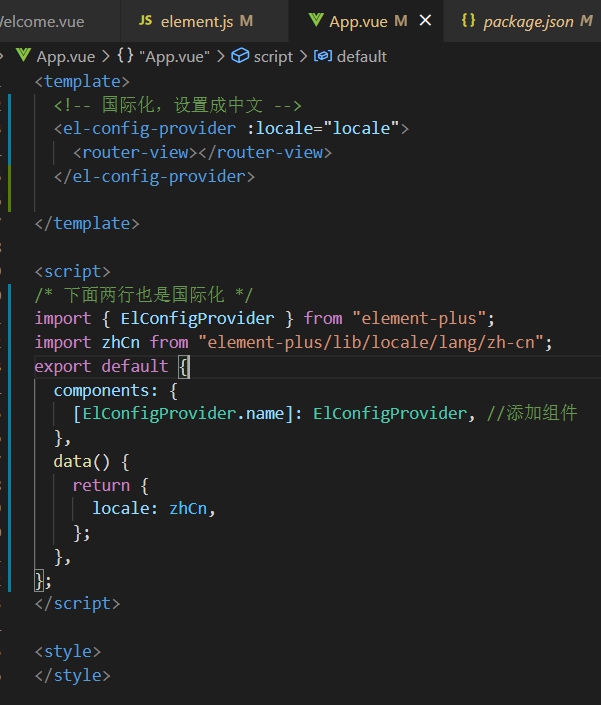 elcome.vue JS element.js M App.vue M × {} package.json M
App.vue > {} "App.vue" > script > default
<template>
<!-- 国际化，设置成中文 -->
<el-config-provider :locale="locale">
<router-view></router-view>
</el-config-provider>
</template>
<script>
/* 下面两行也是国际化 */
import { ElConfigProvider } from "element-plus";
import zhCn from "element-plus/lib/locale/lang/zh-cn";
export default {
components: {
[ElConfigProvider.name]: ElConfigProvider, //添加组件
},
data() {
return {
locale: zhCn,
};
},
};
</script>
<style>
</style>